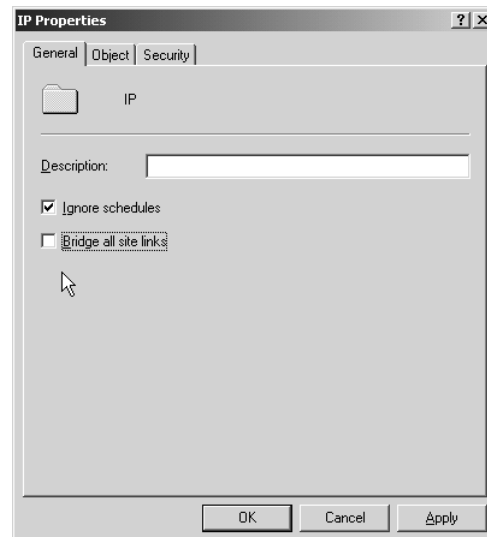 IP Properties
General Object Security
IP
Description:
Ignore schedules
Bridge all site links
OK Cancel Apply